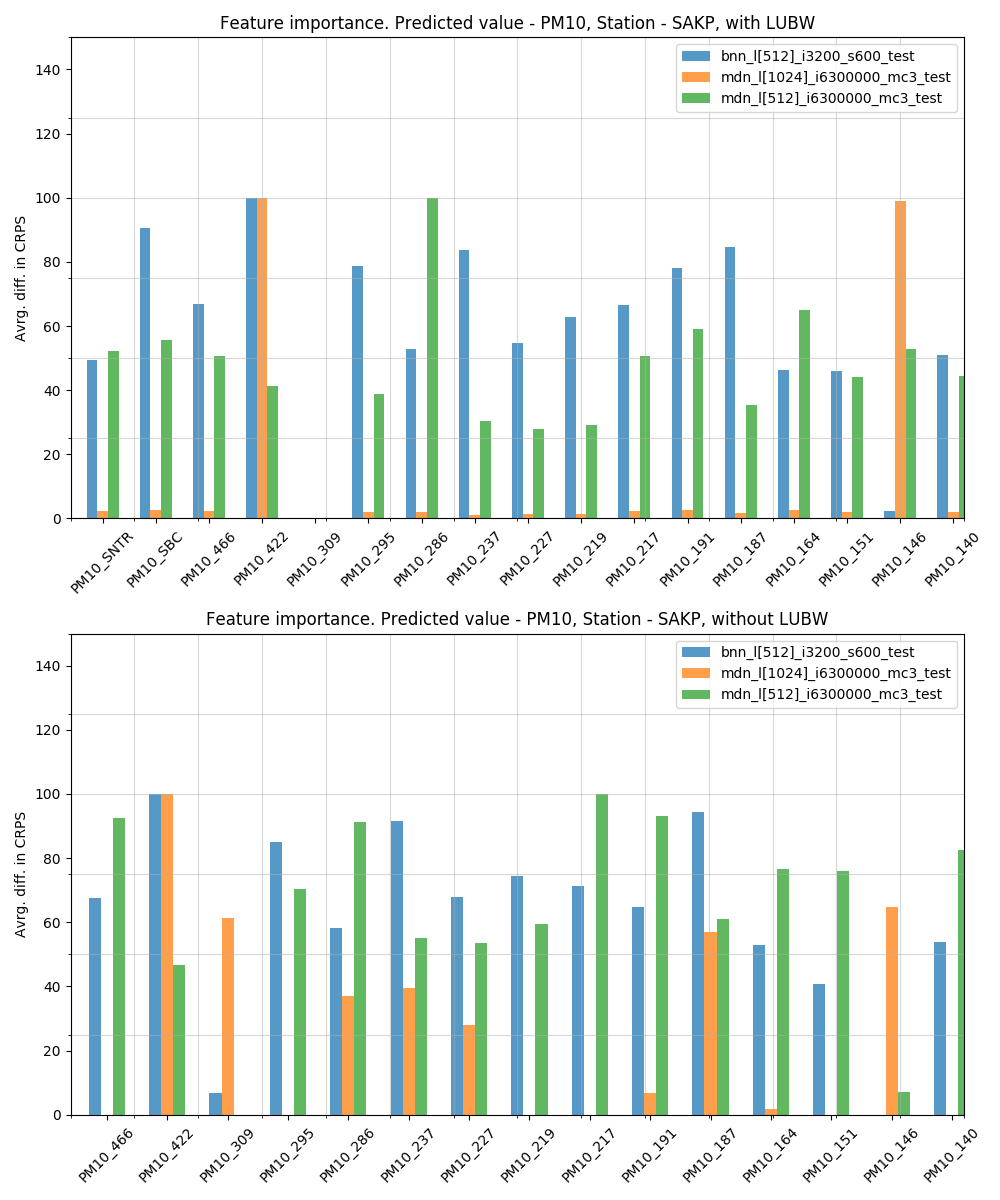 Feature importance. Predicted value - PM10, Station - SAKP, with LUBW
bnn_l[512]_i3200_s600_test
mdn_l[1024]_i6300000_mc3_test
mdn_l[512]_i6300000_mc3_test
Avrg. diff. in CRPS
140
120
100
80
60
40
20
0
PM10_SNTR
PM10_SBC
PM10_466
PM10_422
PM10_309
PM10_295
PM10_286
PM10_237
PM10_227
PM10_219
PM10_217
PM10_191
PM10_187
PM10_164
PM10_151
PM10_146
PM10_140
Feature importance. Predicted value - PM10, Station - SAKP, without LUBW
bnn_l[512]_i3200_s600_test
mdn_l[1024]_i6300000_mc3_test
mdn_l[512]_i6300000_mc3_test
Avrg. diff. in CRPS
140
120
100
80
60
40
20
0
PM10_466
PM10_422
PM10_309
PM10_295
PM10_286
PM10_237
PM10_227
PM10_219
PM10_217
PM10_191
PM10_187
PM10_164
PM10_151
PM10_146
PM10_140